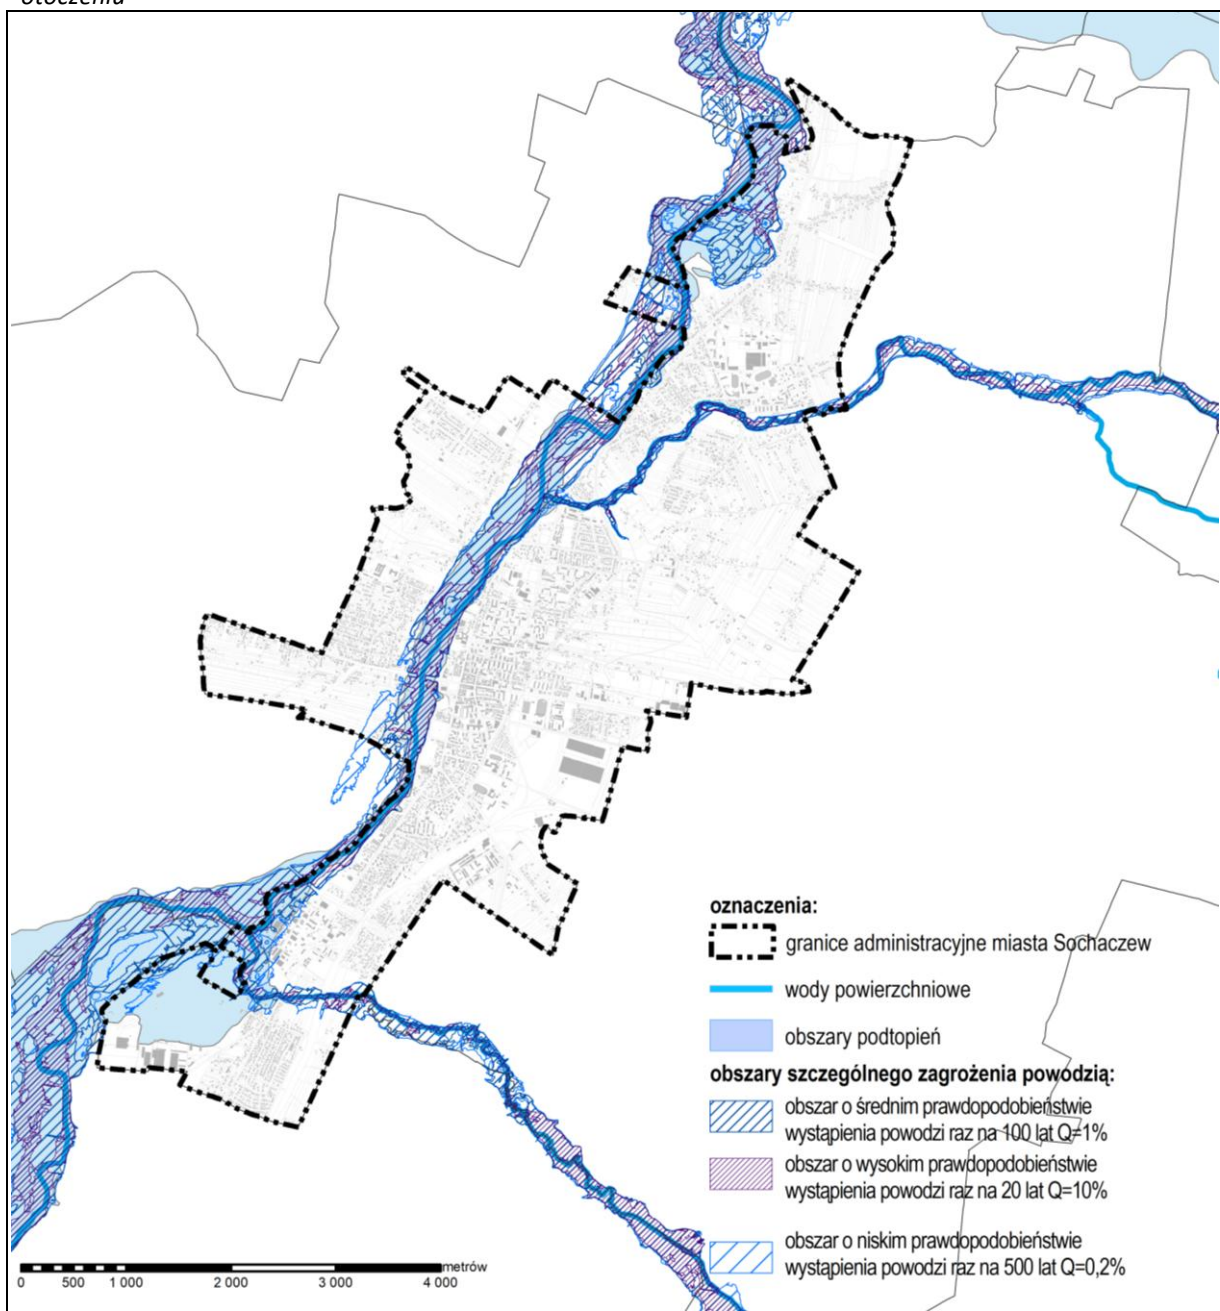 otoczeniu
oznaczenia:
granice administracyjne miasta Sochaczew
wody powierzchniowe
obszary podtopień
obszary szczególnego zagrożenia powodzią:
obszar o średnim prawdopodobieństwie
wystąpienia powodzi raz na 100 lat Q=1%
obszar o wysokim prawdopodobieństwie
wystąpienia powodzi raz na 20 lat Q=10%
obszar o niskim prawdopodobieństwie
wystąpienia powodzi raz na 500 lat Q=0,2%
metrów
0 500 1 000 2 000 3 000 4 000